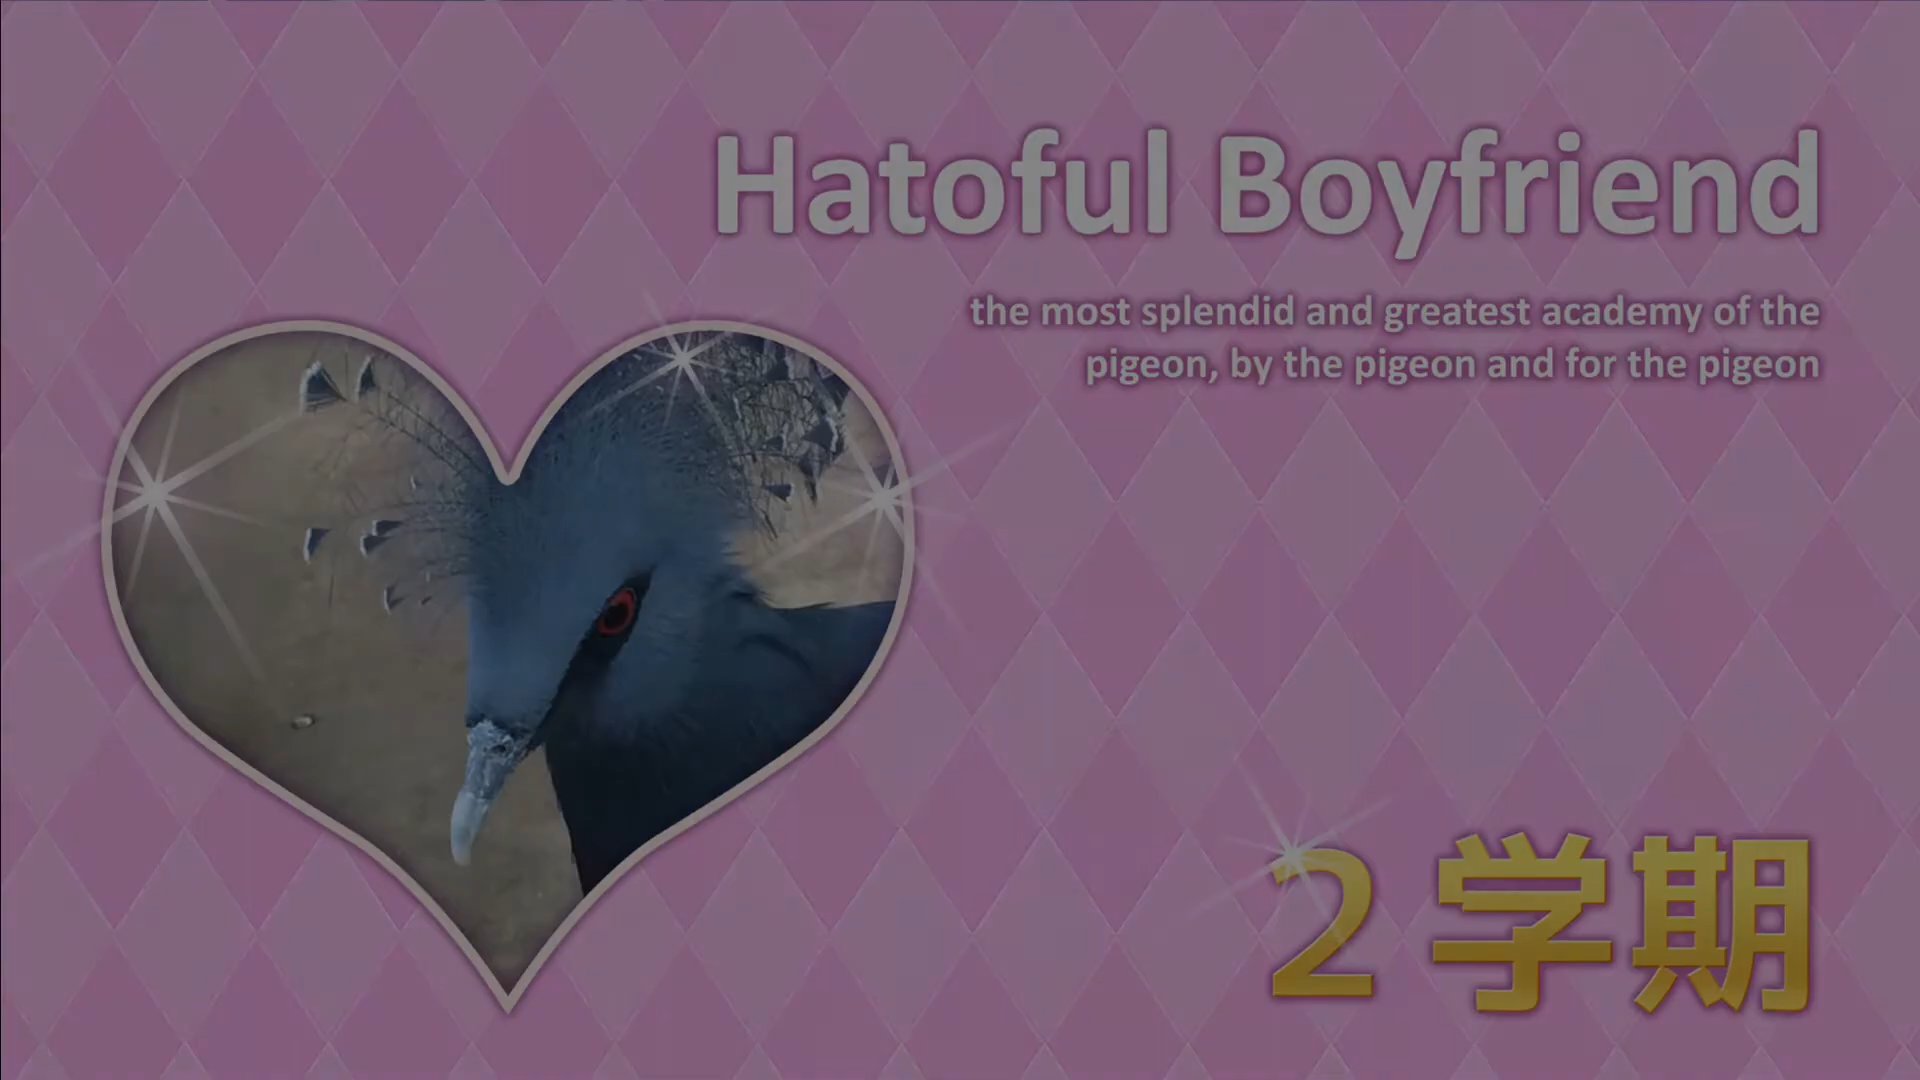 Hatoful Boyfriend
the most splendid and greatest academy of the
pigeon, by the pigeon and for the pigeon
2学期